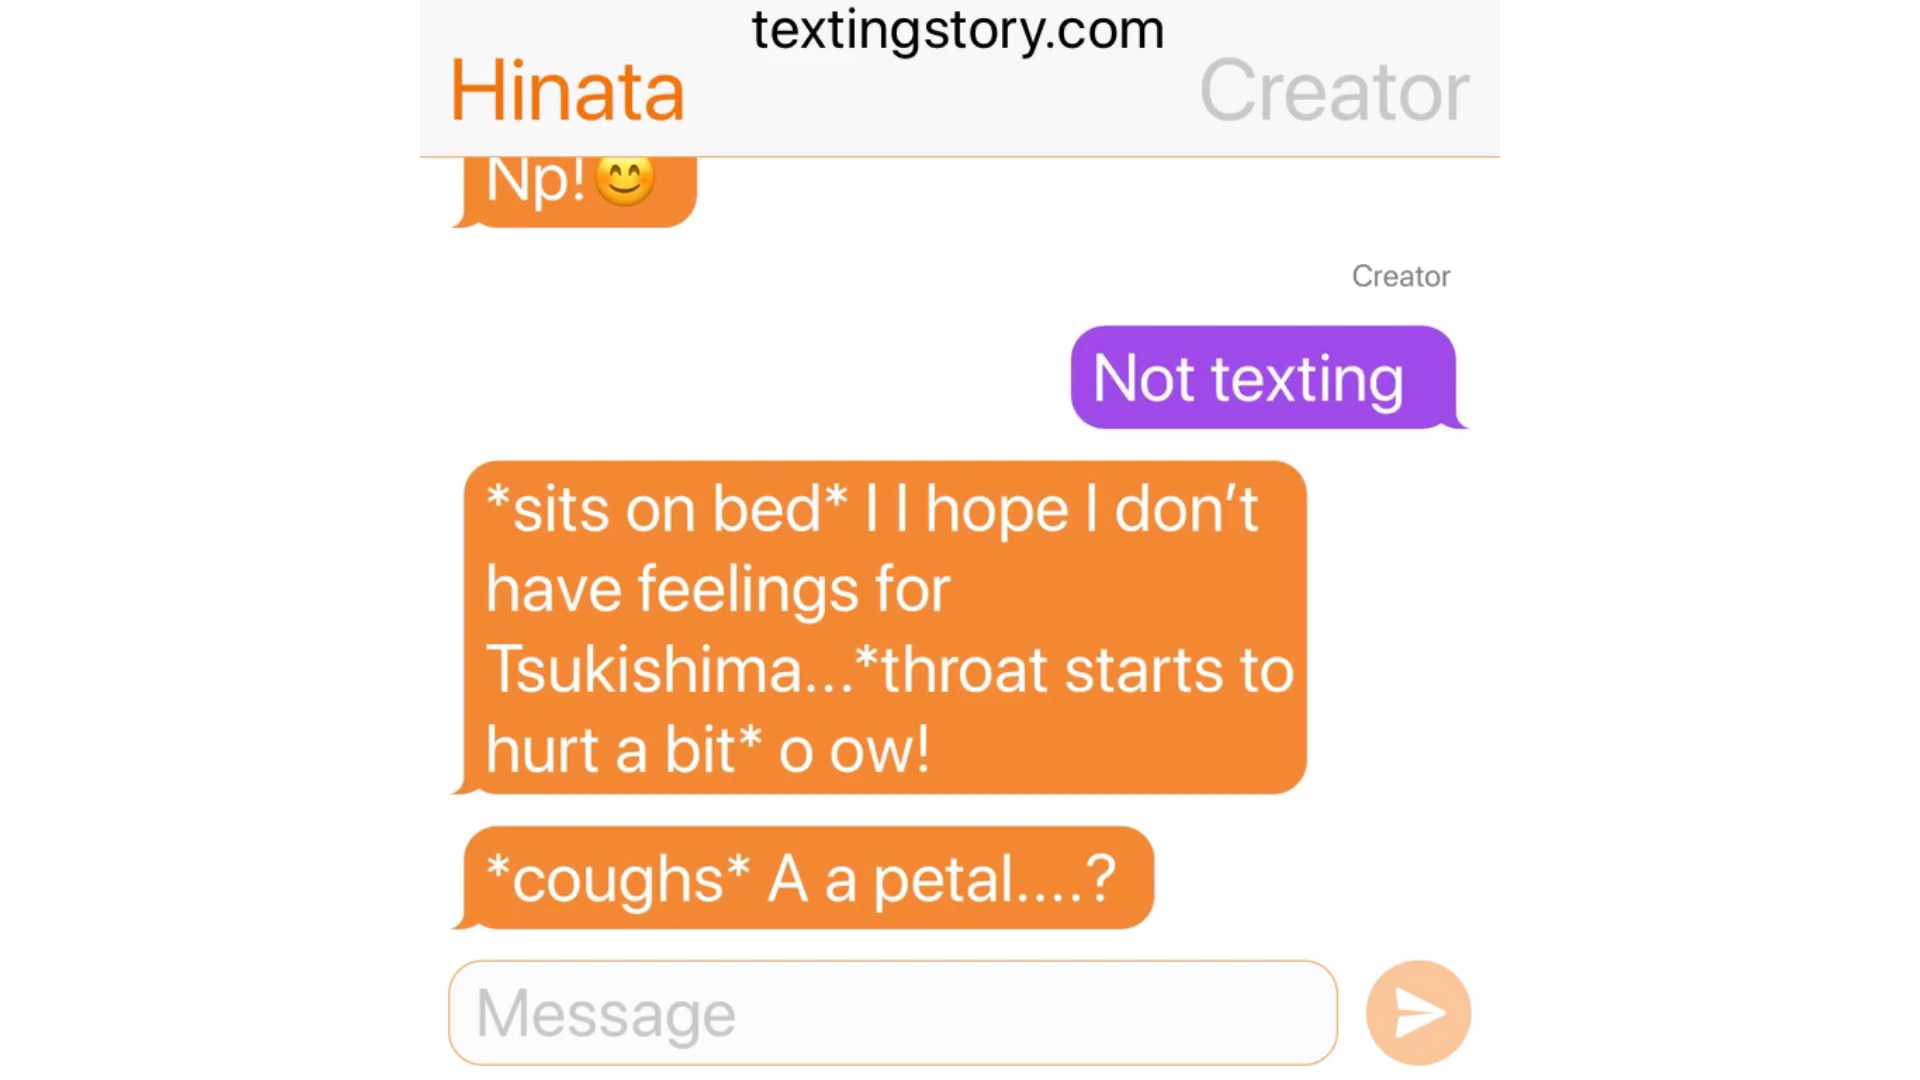 textingstory.com
Hinata
Creator
Np!😊
Creator
Not texting
*sits on bed* I I hope I don’t
have feelings for
Tsukishima...*throat starts to
hurt a bit* o ow!
*coughs* A a petal....?
Message